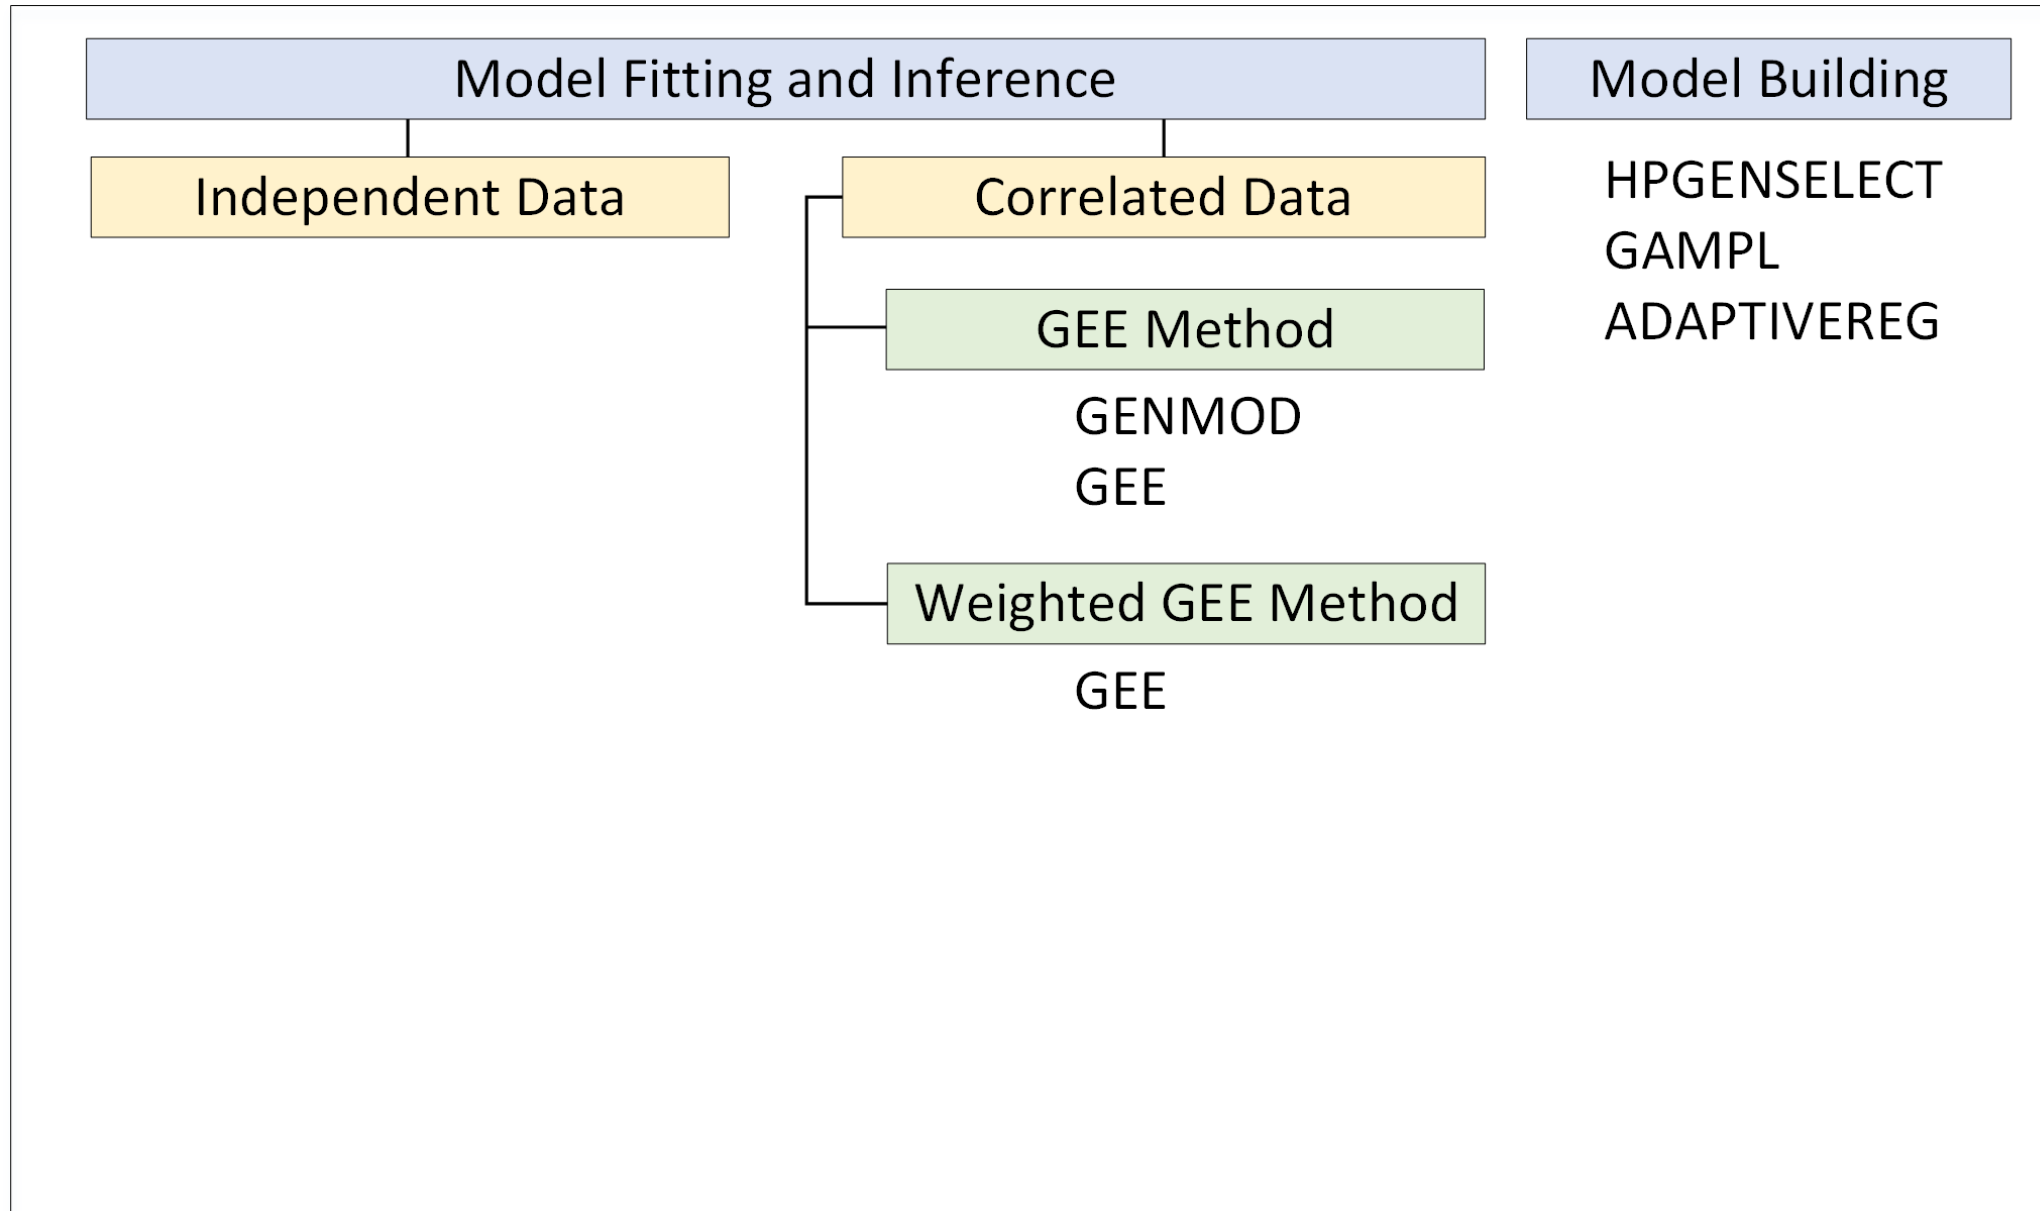 Model Fitting and Inference
Independent Data
Correlated Data
GEE Method
GENMOD
GEE
Weighted GEE Method
GEE
Model Building
HPGENSELECT
GAMPL
ADAPTIVEREG